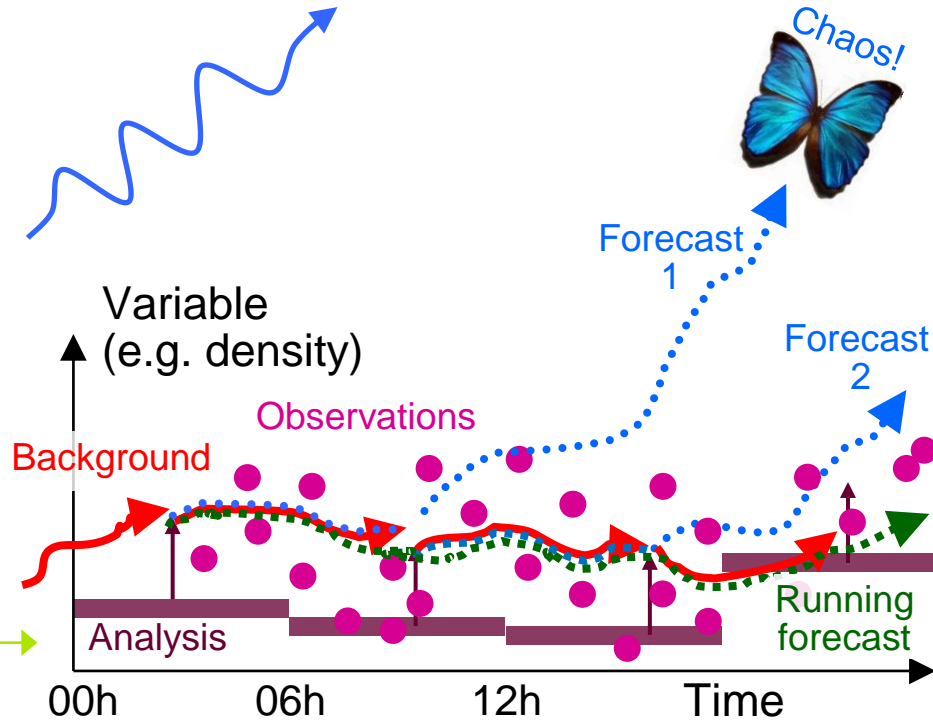 Chaos!
Forecast
1
Variable
(e.g. density)
Forecast
2
Observations
Background
Analysis
Running
forecast
00h
06h
12h
Time